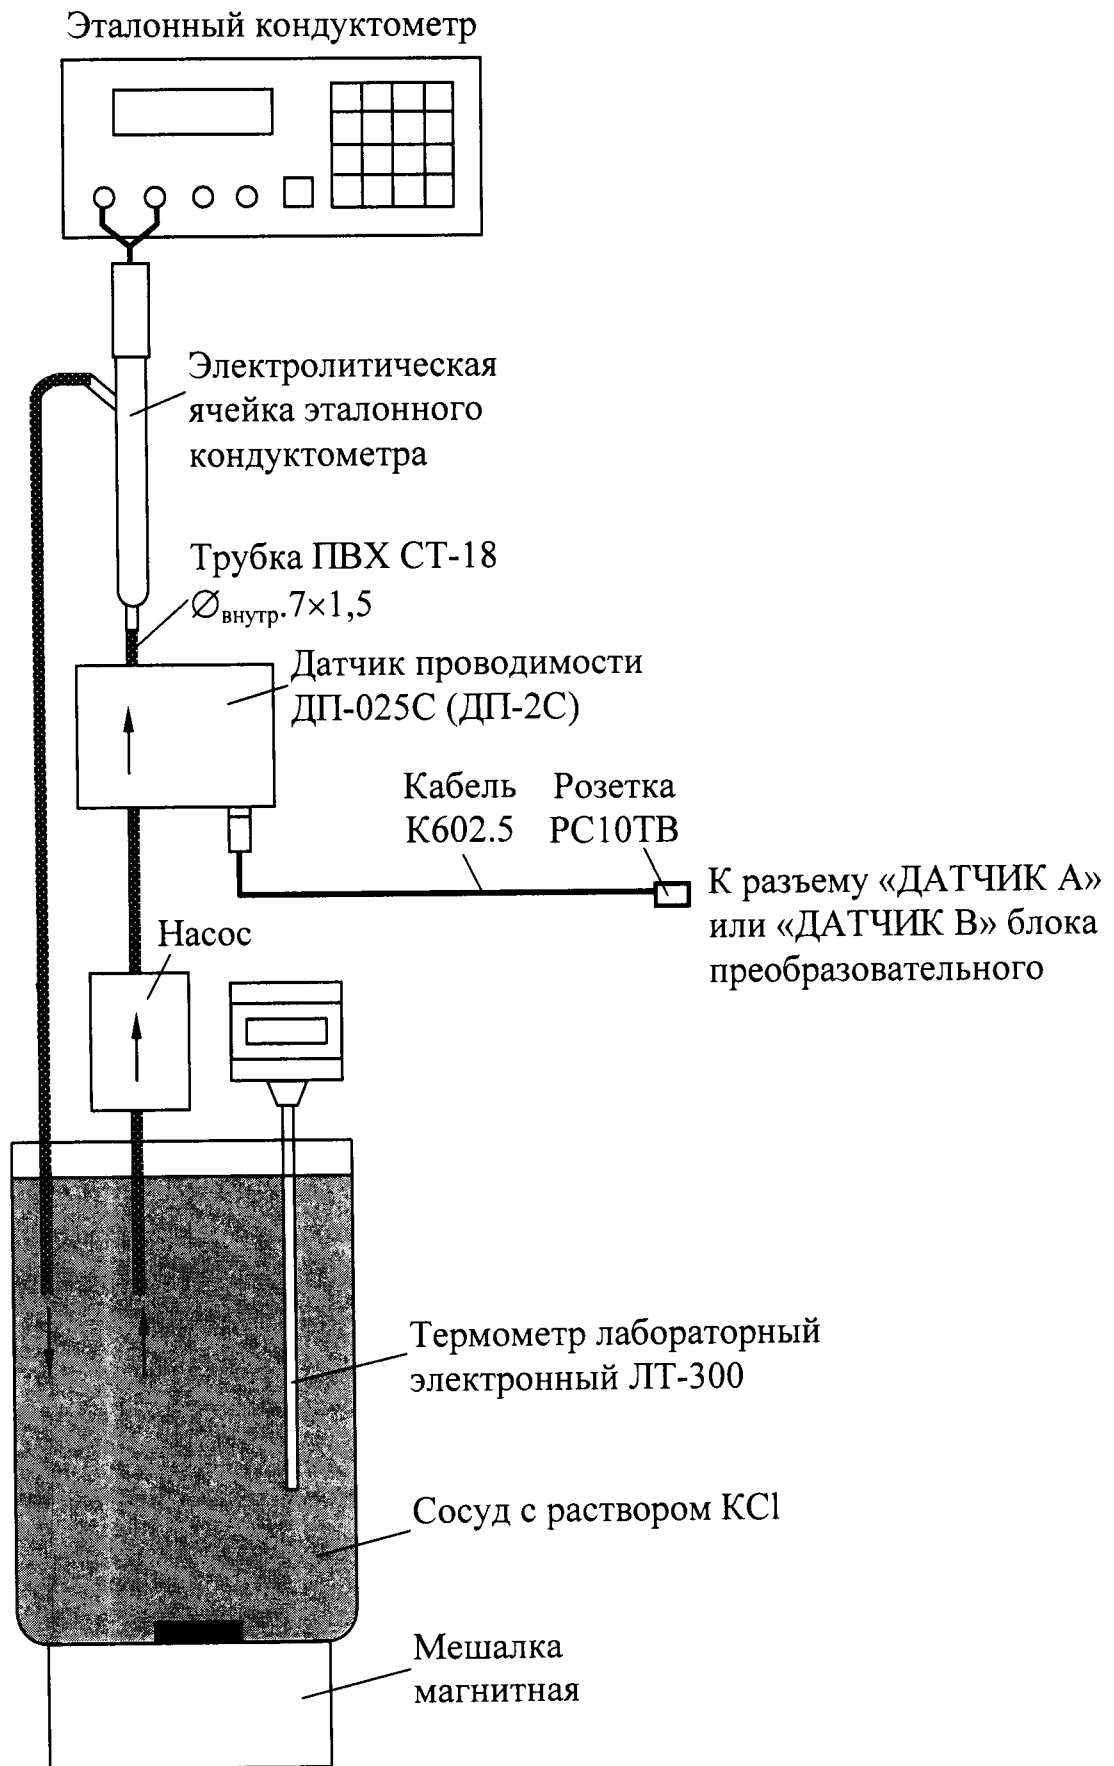 Эталонный кондуктометр
Электролитическая
ячейка эталонного
кондуктометра
Трубка ПВХ СТ-18
∅внутр.7×1,5
Датчик проводимости
ДП-025С (ДП-2С)
Кабель
К602.5
Розетка
РС10ТВ
К разъему «ДАТЧИК А»
или «ДАТЧИК В» блока
преобразовательного
Насос
Термометр лабораторный
электронный ЛТ-300
Сосуд с раствором KCl
Мешалка
магнитная